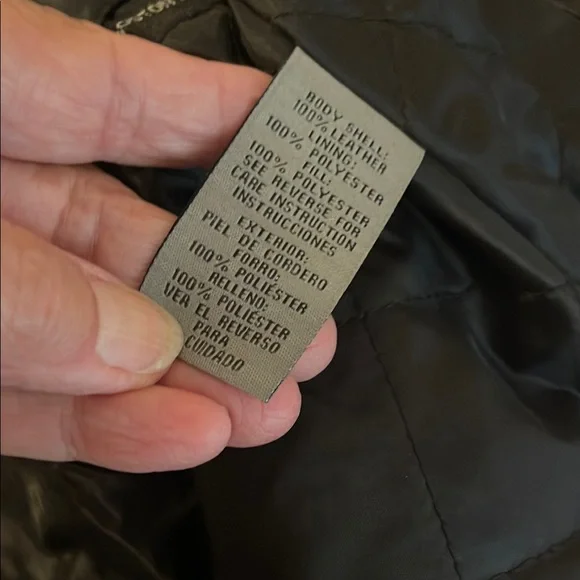 BODY SHELL:
100% LEATHER
LINING:
100% POLYESTER
FILL:
100% POLYESTER
SEE REVERSE FOR
CARE INSTRUCTION
INSTRUCCIONES
EXTERIOR:
PIEL DE CORDERO
FORRO:
100% POLIÉSTER
RELLENO:
100% POLIÉSTER
VEA EL REVERSO
PARA
CUIDADO